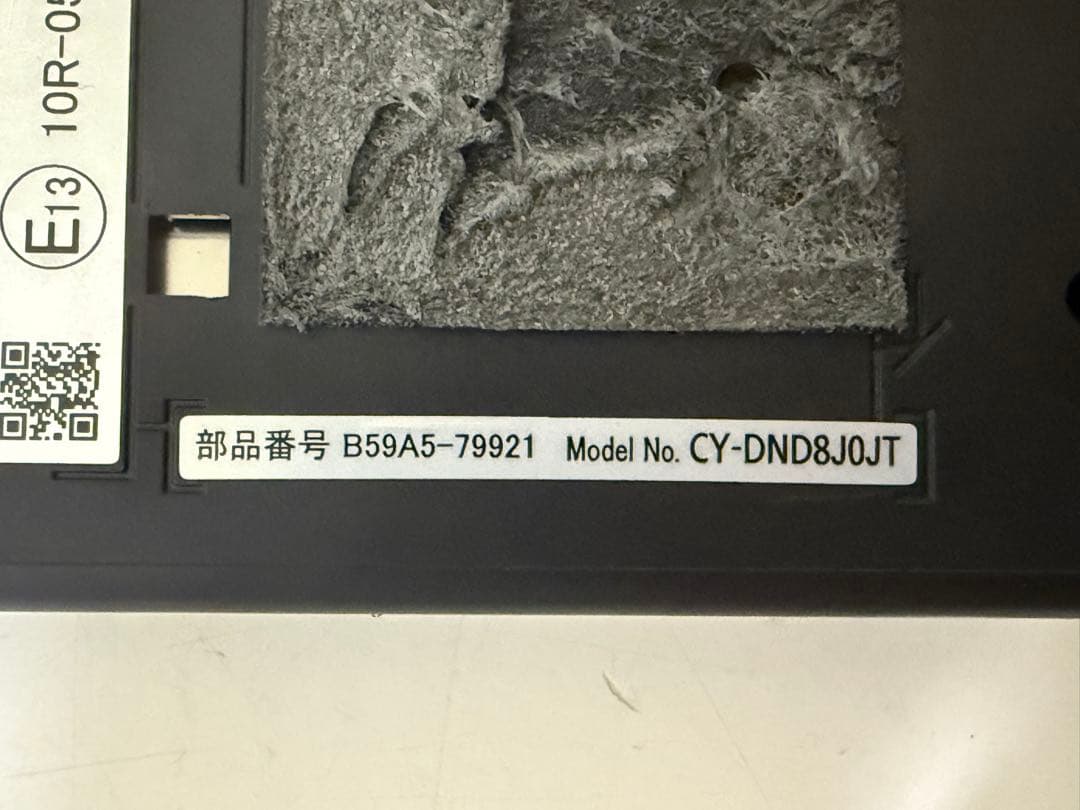 10R-05
E13
部品番号 B59A5-79921 Model No. CY-DND8J0JT